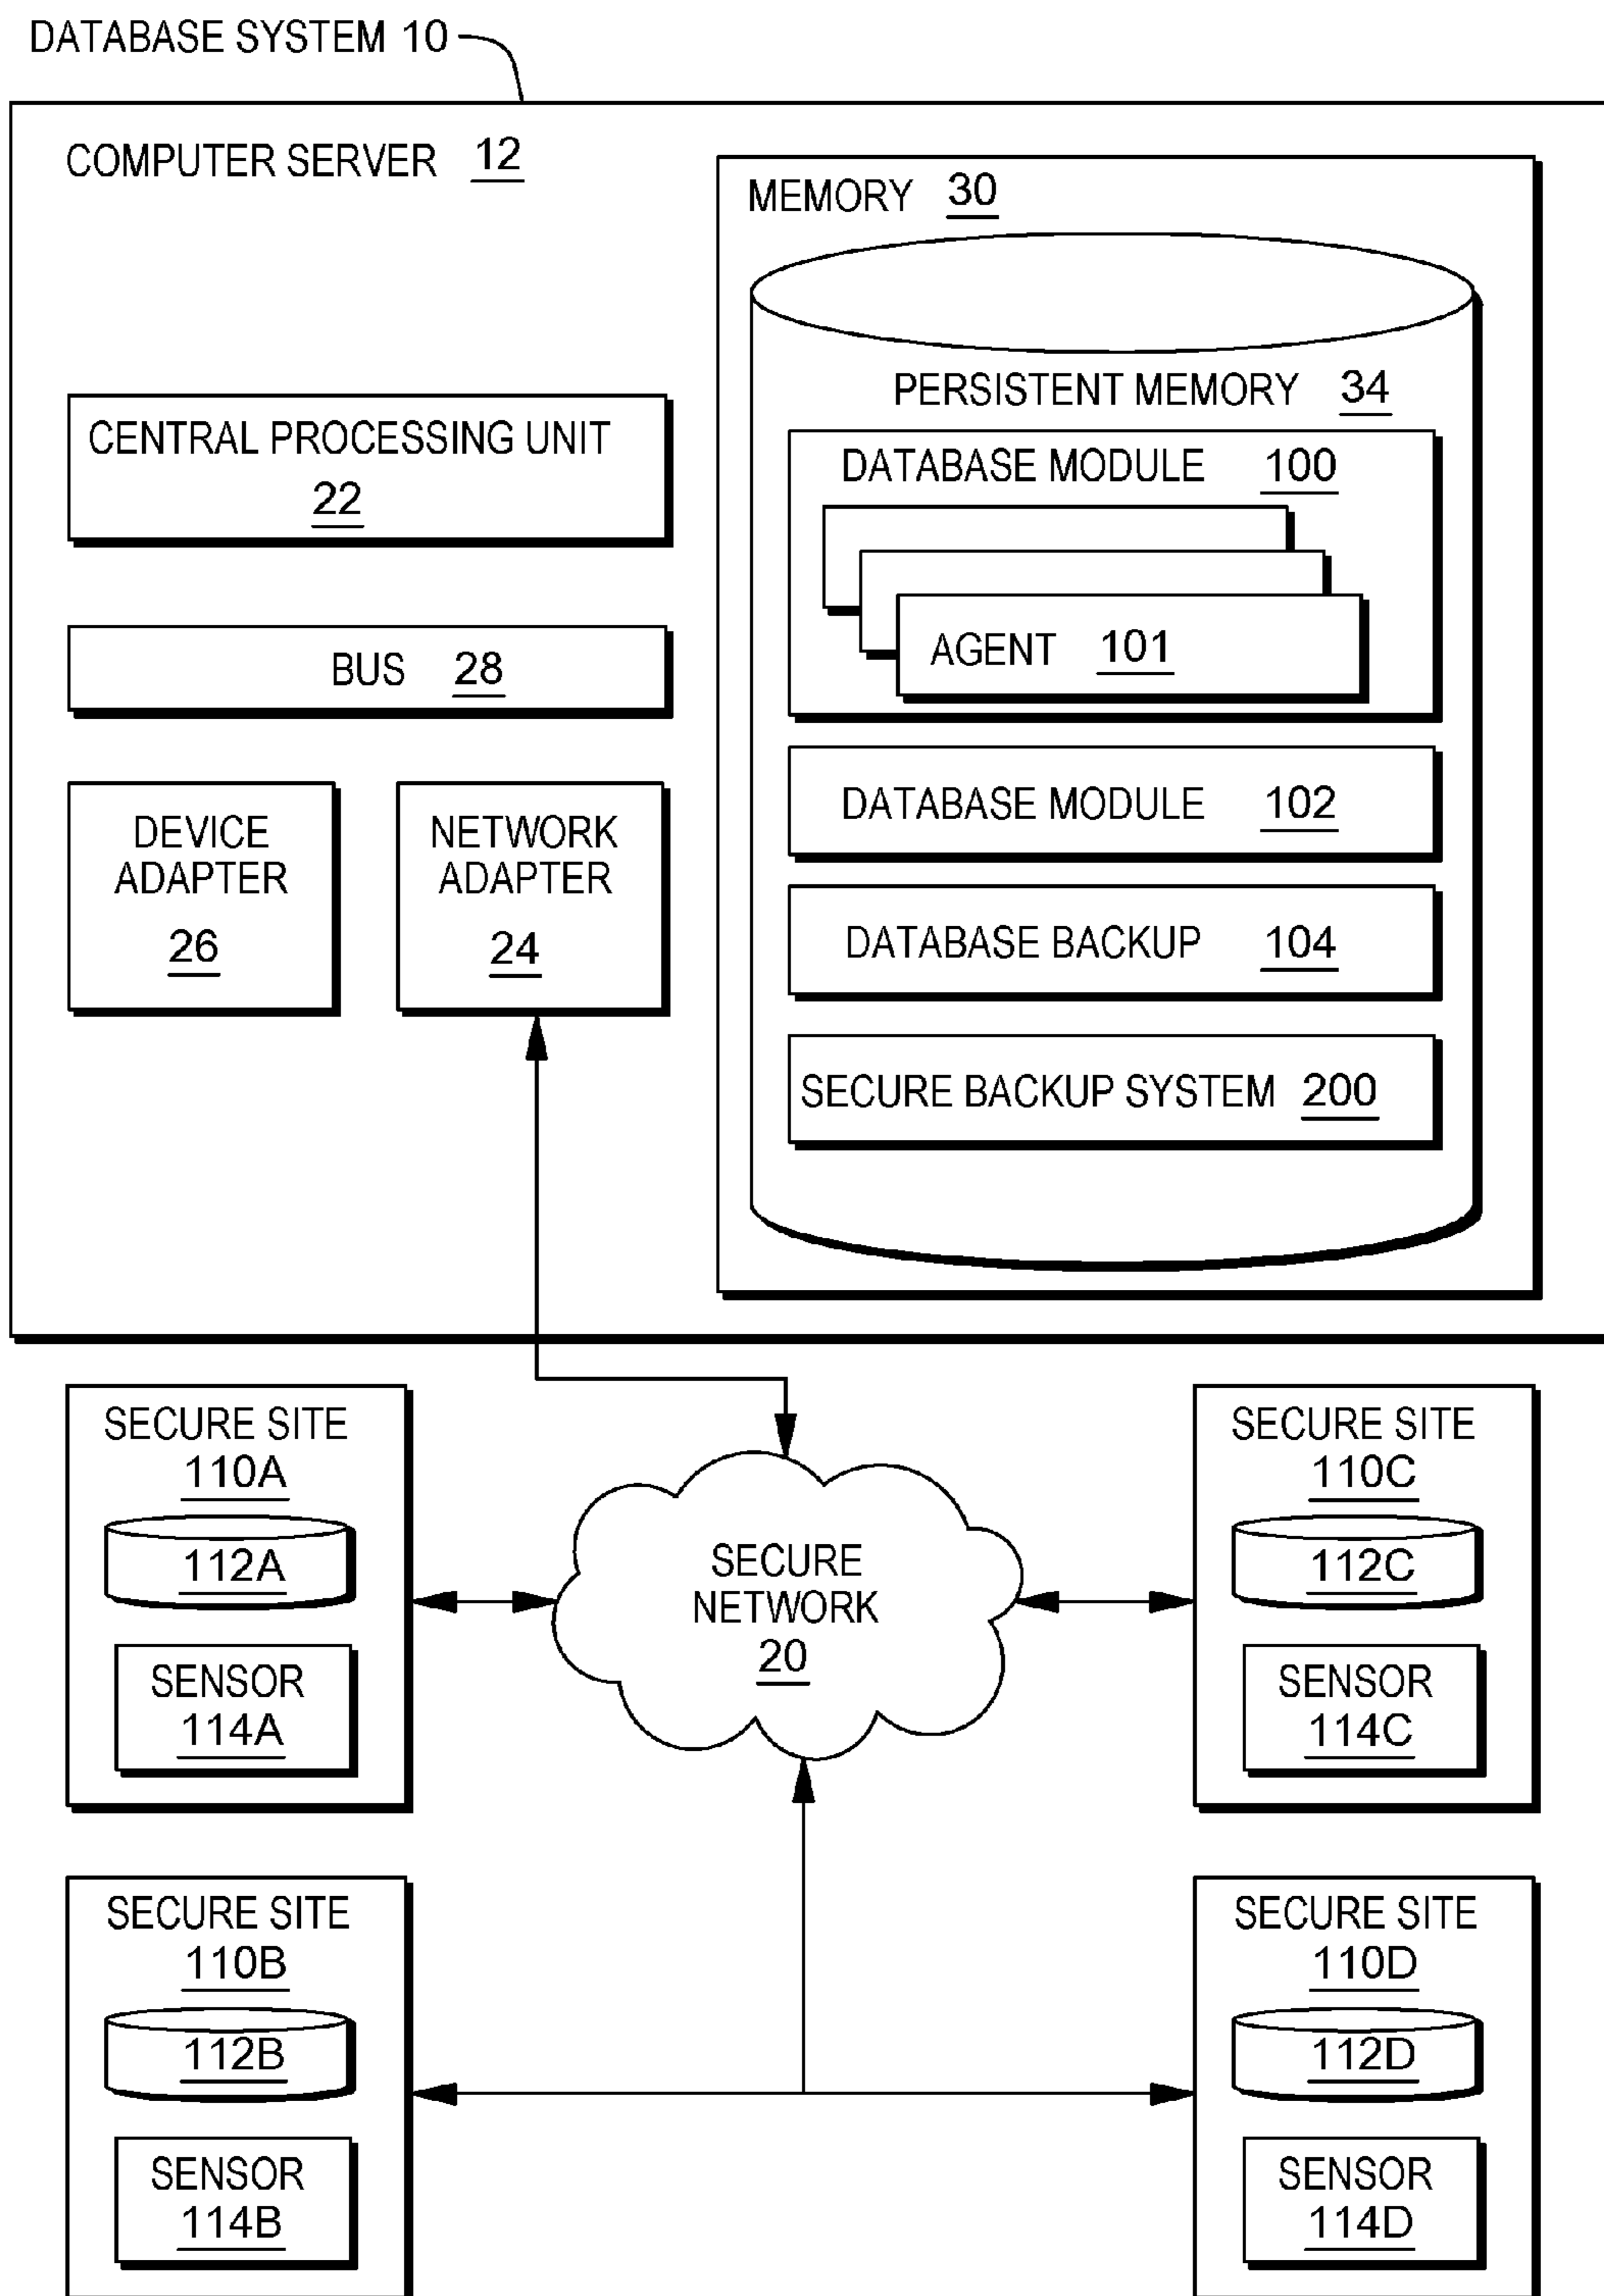 DATABASE SYSTEM 10
COMPUTER SERVER 12
CENTRAL PROCESSING UNIT
22
BUS 28
DEVICE
ADAPTER
26
NETWORK
ADAPTER
24
MEMORY 30
PERSISTENT MEMORY 34
DATABASE MODULE 100
AGENT 101
DATABASE MODULE 102
DATABASE BACKUP 104
SECURE BACKUP SYSTEM 200
SECURE SITE
110A
112A
SENSOR
114A
SECURE
NETWORK
20
SECURE SITE
110C
112C
SENSOR
114C
SECURE SITE
110B
112B
SENSOR
114B
SECURE SITE
110D
112D
SENSOR
114D